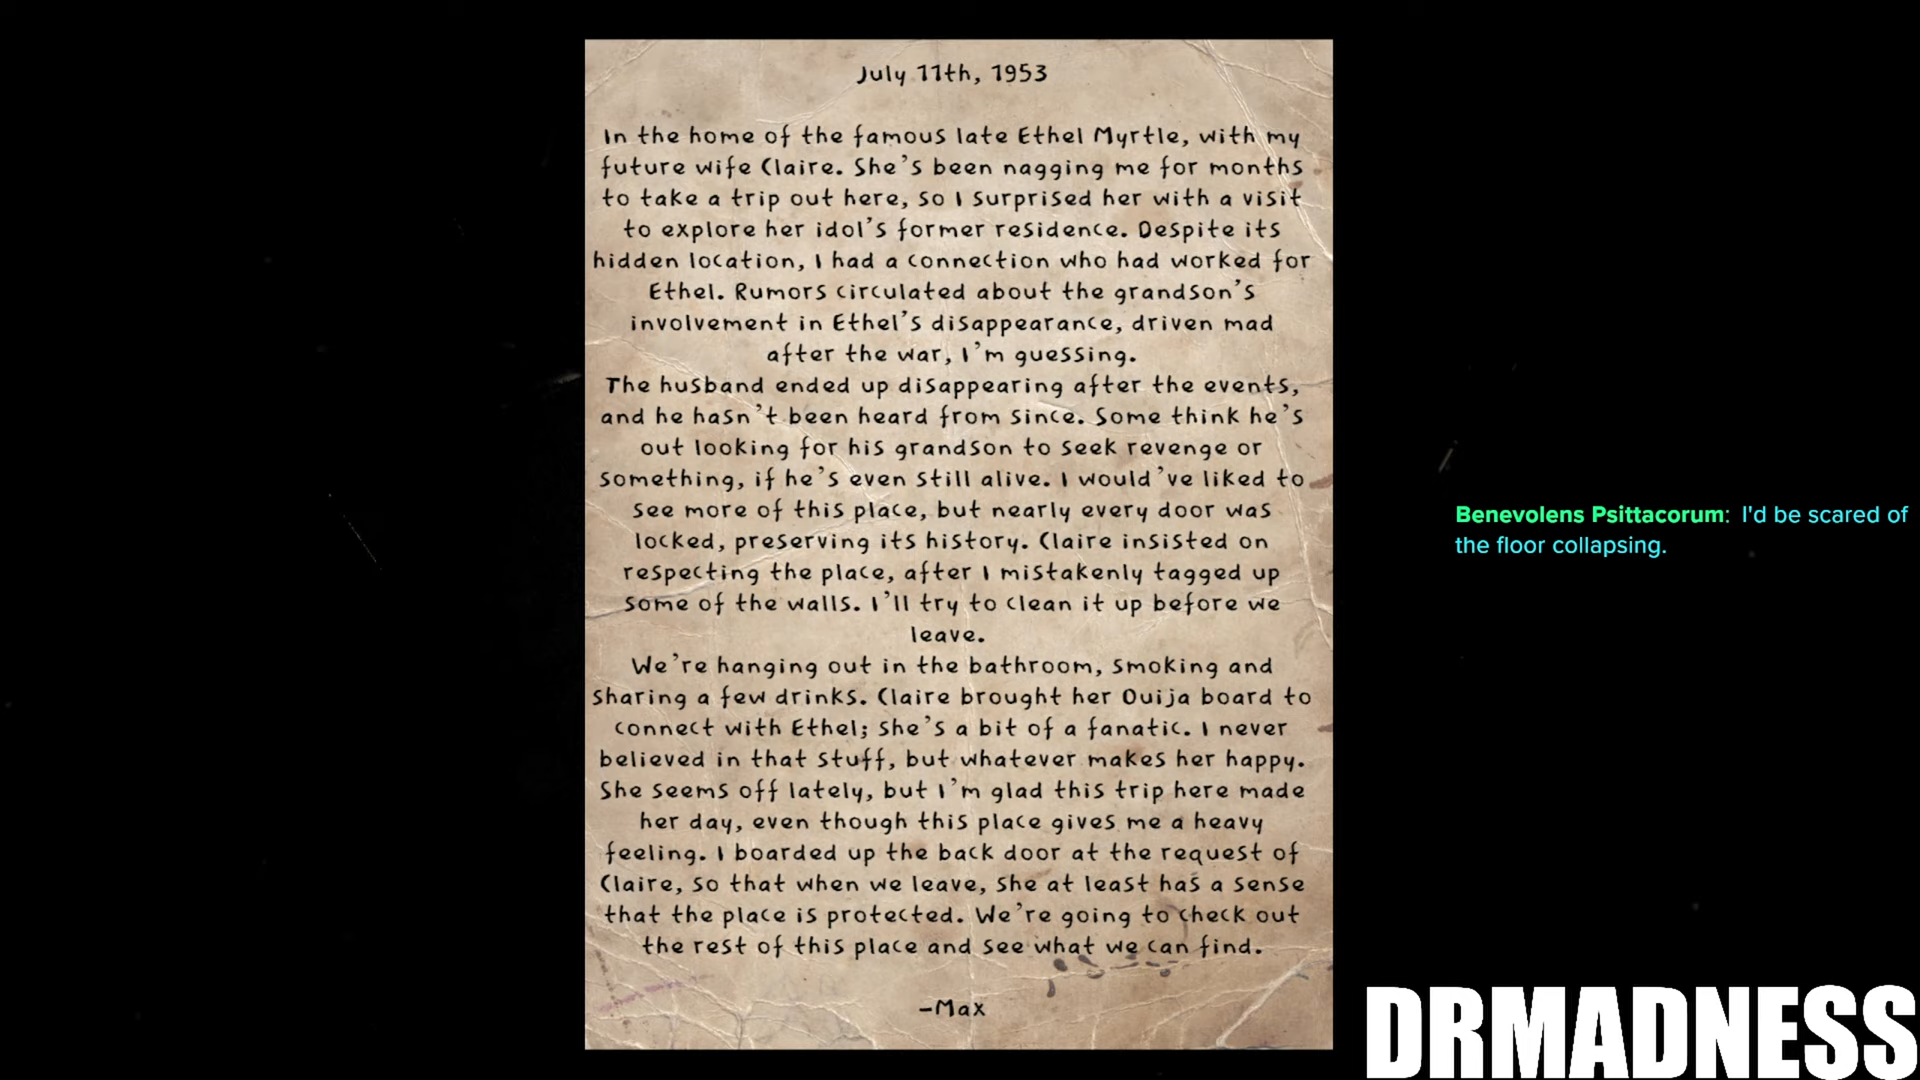 July 11th, 1953
In the home of the famous late Ethel Myrtle, with my
future wife Claire. She's been nagging me for months
to take a trip out here, so I surprised her with a visit
to explore her idol's former residence. Despite its
hidden location, I had a connection who had worked for
Ethel. Rumors circulated about the grandson's
involvement in Ethel's disappearance, driven mad
after the war, I'm guessing.
The husband ended up disappearing after the events,
and he hasn't been heard from since. Some think he's
out looking for his grandson to seek revenge or
something, if he's even still alive. I would've liked to
see more of this place, but nearly every door was
locked, preserving its history. Claire insisted on
respecting the place, after I mistakenly tagged up
some of the walls. I'll try to clean it up before we
leave.
We're hanging out in the bathroom, smoking and
sharing a few drinks. Claire brought her Ouija board to
connect with Ethel; she's a bit of a fanatic. I never
believed in that stuff, but whatever makes her happy.
She seems off lately, but I'm glad this trip here made
her day, even though this place gives me a heavy
feeling. I boarded up the back door at the request of
Claire, so that when we leave, she at least has a sense
that the place is protected. We're going to check out
the rest of this place and see what we can find.
-Max
Benevolens Psittacorum: I'd be scared of
the floor collapsing.
DRMADNESS